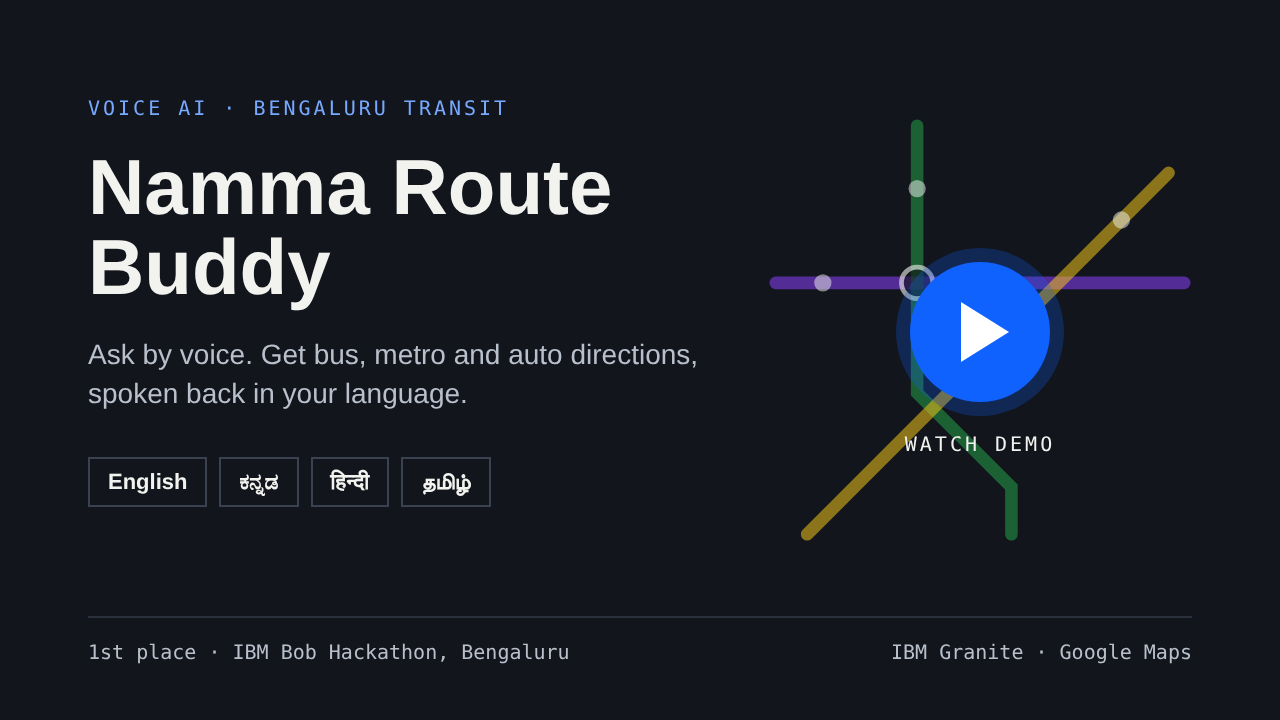 VOICE AI · BENGALURU TRANSIT
Namma Route
Buddy
Ask by voice. Get bus, metro and auto directions,
spoken back in your language.
English ಕನ್ನಡ हिन्दी தமிழ்
WATCH DEMO
1st place · IBM Bob Hackathon, Bengaluru
IBM Granite · Google Maps